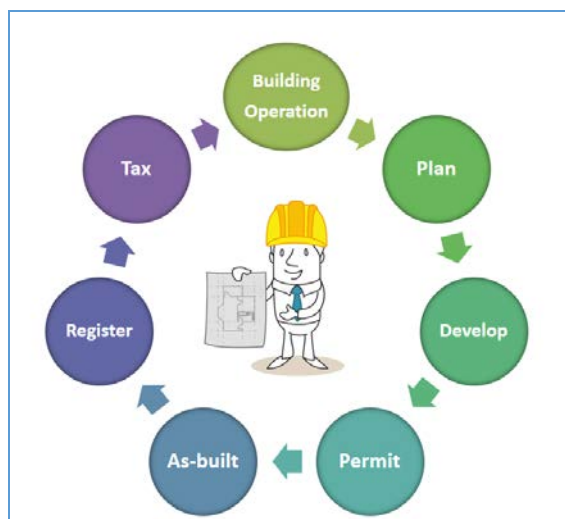 Building
Operation
Plan
Develop
Permit
As-built
Register
Tax